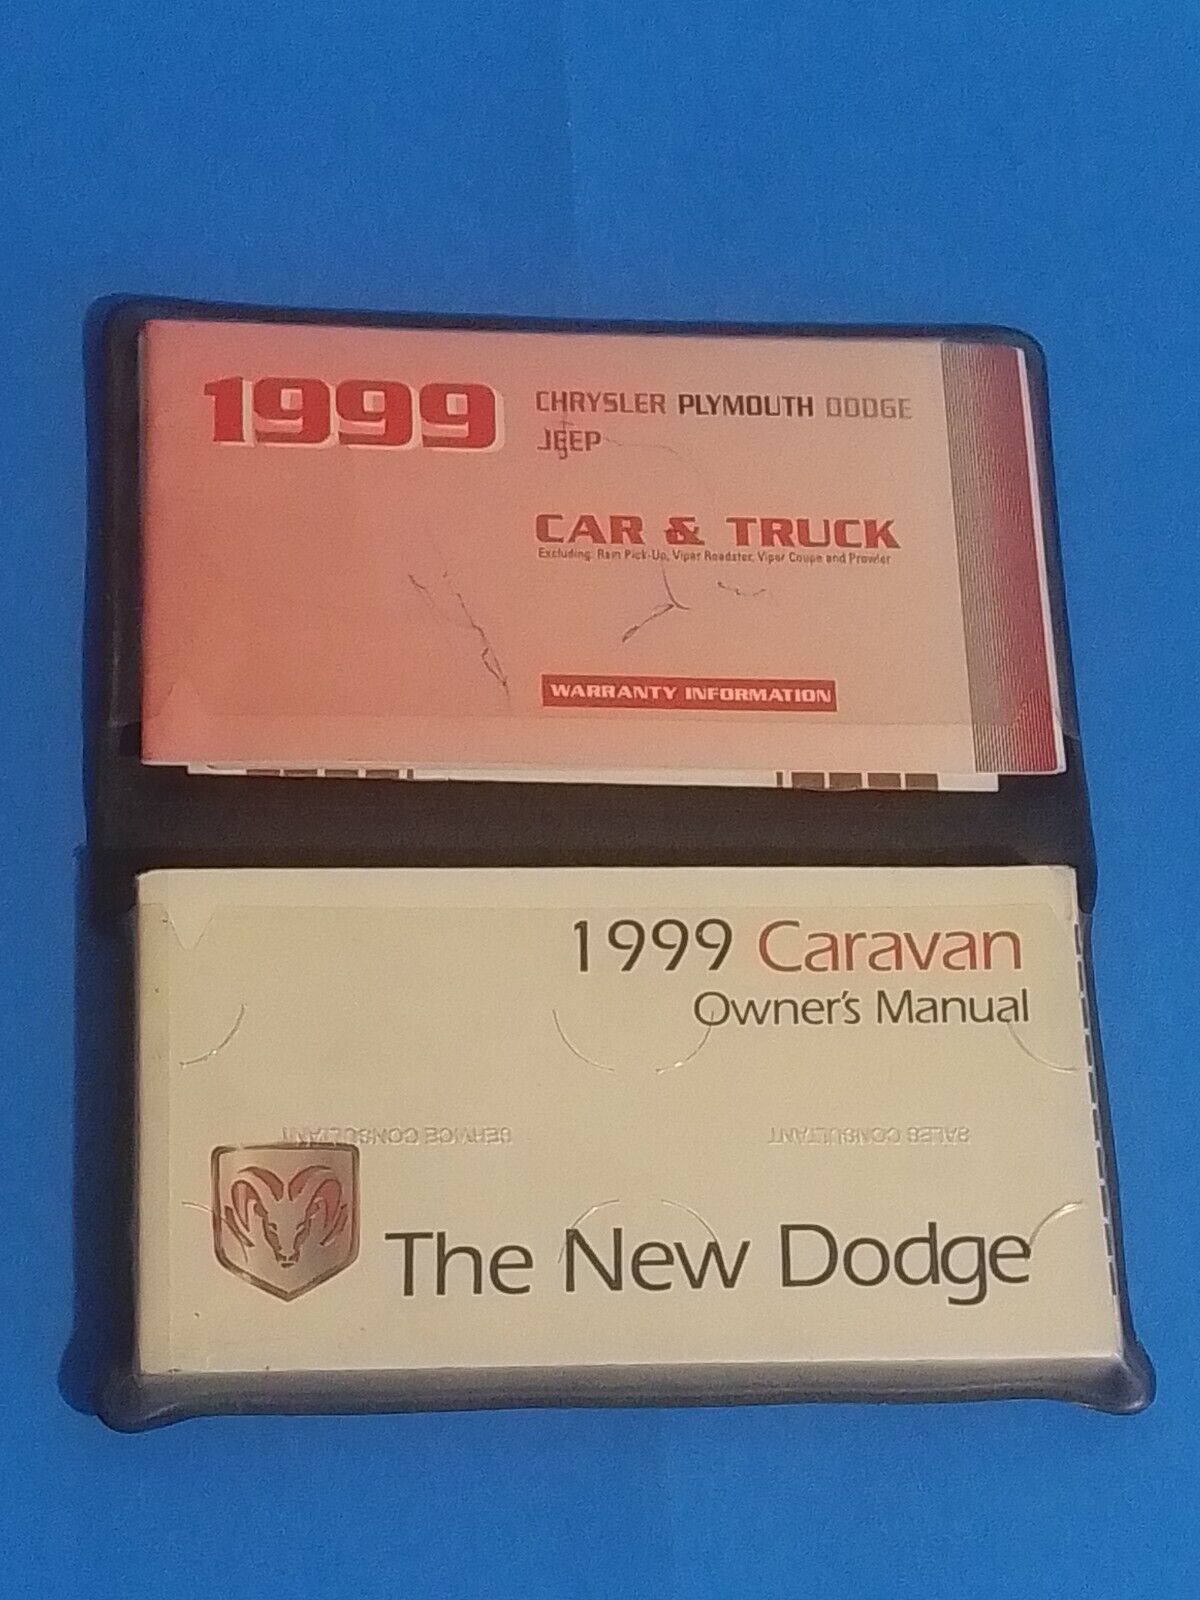 1999
CHRYSLER PLYMOUTH DODGE
JEEP
CAR & TRUCK
Excluding: Ram Pick-Up, Viper Roadster, Viper Coupe and Prowler
WARRANTY INFORMATION
1999 Caravan
Owner's Manual
SERVICE CONSULTANT
SALES CONSULTANT
The New Dodge